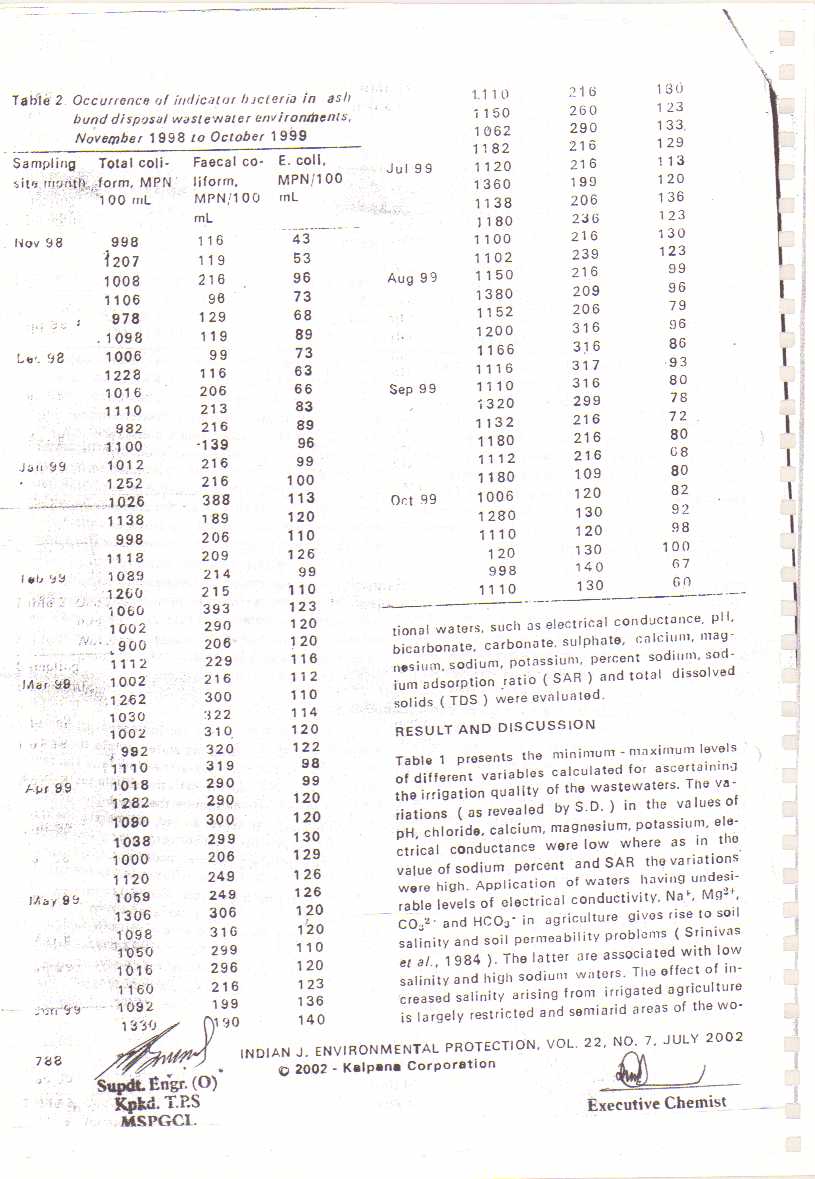 Table 2. Occurrence of indicator bacteria in ash
bund disposal wastewater environments,
November 1998 to October 1999
Sampling Total coli- Faecal co- E. coli,
site month form, MPN liform, MPN/100
100 mL MPN/100 mL
mL
Nov 98 998 116 43
1207 119 53
1008 216 96
1106 96 73
978 129 68
1098 119 89
Dec 98 1006 99 73
1228 116 63
1016 206 66
1110 213 83
982 216 89
1100 139 96
Jan 99 1012 216 99
1252 216 100
1026 388 113
1138 189 120
998 206 110
1118 209 126
Feb 99 1089 214 99
1260 215 110
1060 393 123
1002 290 120
900 206 120
1112 229 116
Mar 99 1002 216 112
1262 300 110
1030 322 114
1002 310 120
992 320 122
1110 319 98
Apr 99 1018 290 99
1282 290 120
1090 300 120
1038 299 130
1000 206 129
1120 249 126
May 99 1059 249 126
1306 306 120
1098 316 120
1050 299 110
1016 296 120
1160 216 123
Jun 99 1092 199 136
1330 190 140
1110 216 130
1150 260 123
1062 290 133
1182 216 129
Jul 99 1120 216 113
1360 199 120
1138 206 136
1180 236 123
1100 216 130
1102 239 123
Aug 99 1150 216 99
1380 209 96
1152 206 79
1200 316 96
1166 316 86
1116 317 93
Sep 99 1110 316 80
1320 299 78
1132 216 72
1180 216 80
1112 216 68
1180 109 80
Oct 99 1006 120 82
1280 130 92
1110 120 98
120 130 100
998 140 67
1110 130 60
tional waters, such as electrical conductance, pH,
bicarbonate, carbonate, sulphate, calcium, mag-
nesium, sodium, potassium, percent sodium, sod-
ium adsorption ratio ( SAR ) and total dissolved
solids ( TDS ) were evaluated.
RESULT AND DISCUSSION
Table 1 presents the minimum - maximum levels
of different variables calculated for ascertaining
the irrigation quality of the wastewaters. The va-
riations ( as revealed by S.D. ) in the values of
pH, chloride, calcium, magnesium, potassium, ele-
ctrical conductance were low where as in the
value of sodium percent and SAR the variations
were high. Application of waters having undesi-
rable levels of electrical conductivity, Na⁺, Mg²⁺,
CO₃²⁻ and HCO₃⁻ in agriculture gives rise to soil
salinity and soil permeability problems ( Srinivas
et al., 1984 ). The latter are associated with low
salinity and high sodium waters. The effect of in-
creased salinity arising from irrigated agriculture
is largely restricted and semiarid areas of the wo-
788
INDIAN J. ENVIRONMENTAL PROTECTION, VOL. 22, NO. 7, JULY 2002
© 2002 - Kalpana Corporation
Supdt. Engr. (O)
Kpkd. T.P.S
MSPGCL.
Executive Chemist